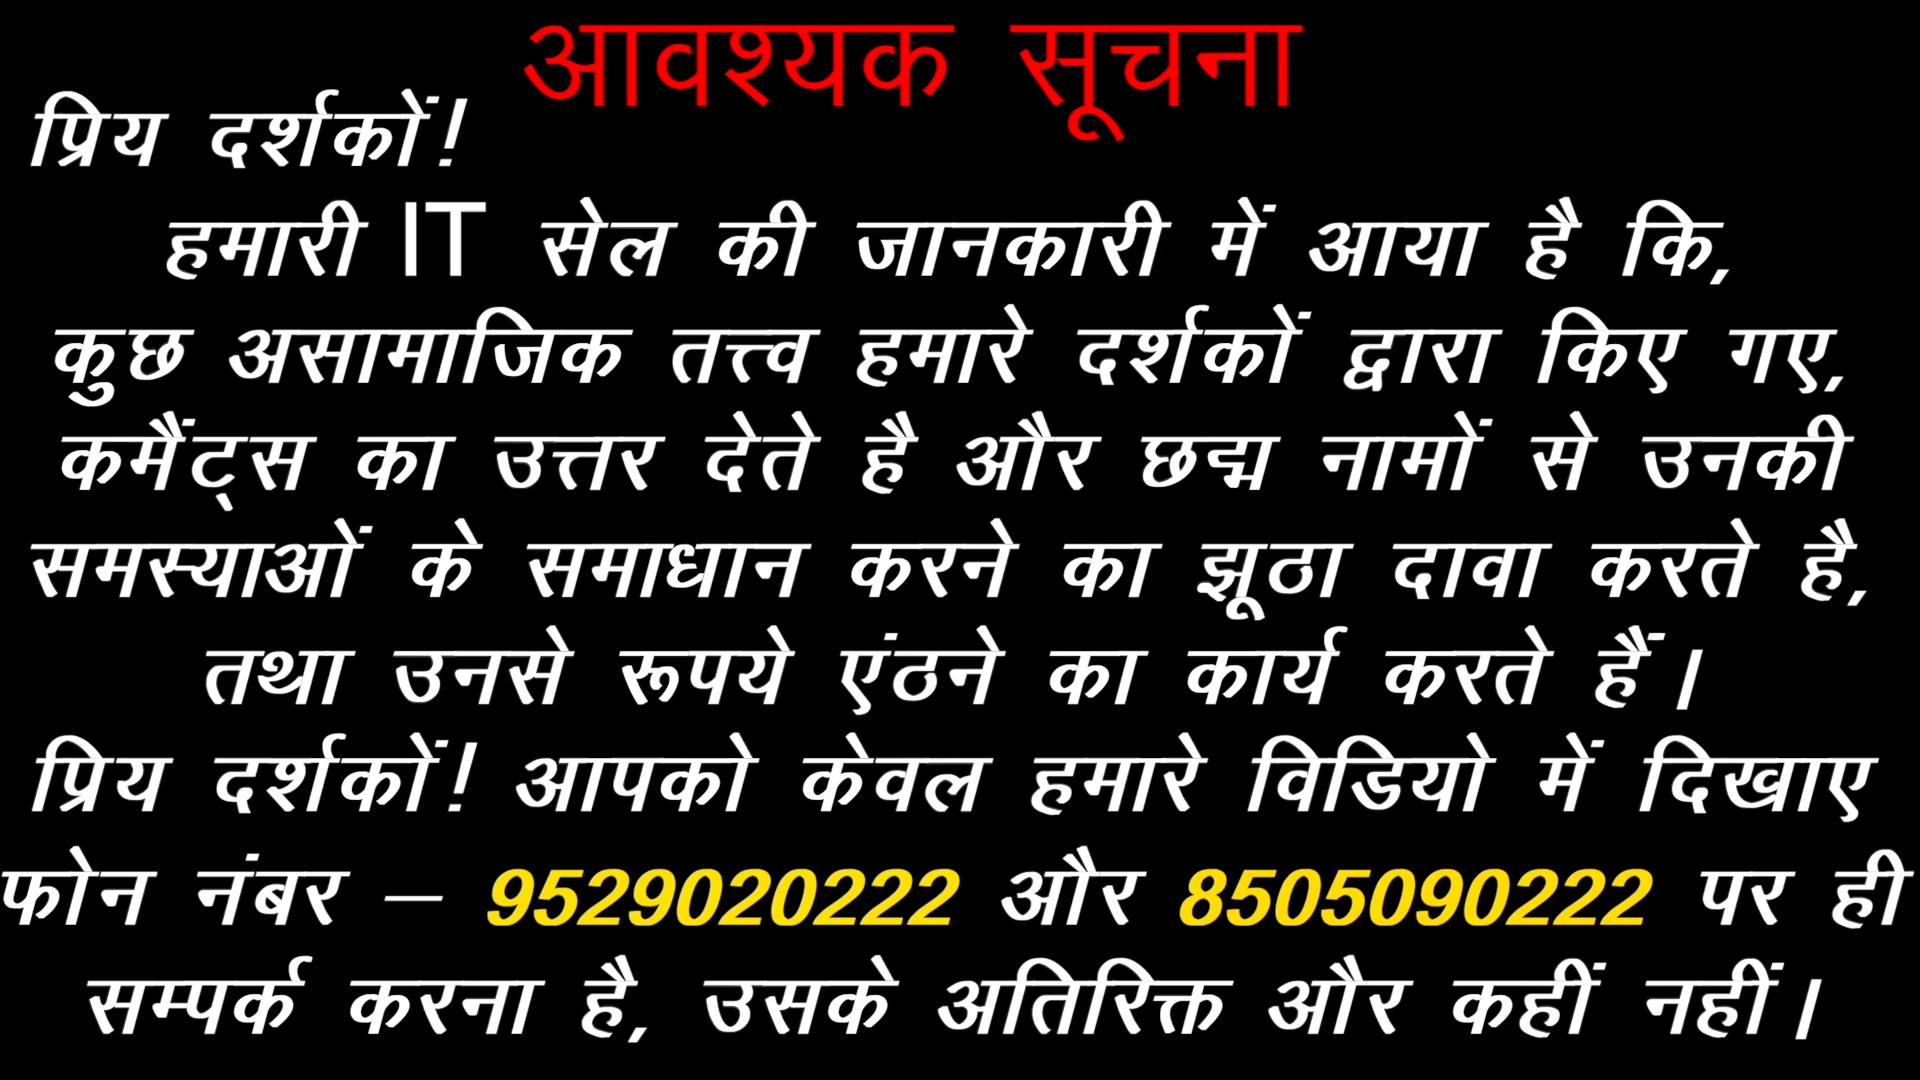 आवश्यक सूचना
प्रिय दर्शकों!
हमारी IT सेल की जानकारी में आया है कि,
कुछ असामाजिक तत्त्व हमारे दर्शकों द्वारा किए गए,
कमैंट्स का उत्तर देते है और छद्म नामों से उनकी
समस्याओं के समाधान करने का झूठा दावा करते है,
तथा उनसे रूपये एंठने का कार्य करते हैं।
प्रिय दर्शकों! आपको केवल हमारे विडियो में दिखाए
फोन नंबर – 9529020222 और 8505090222 पर ही
सम्पर्क करना है, उसके अतिरिक्त और कहीं नहीं।